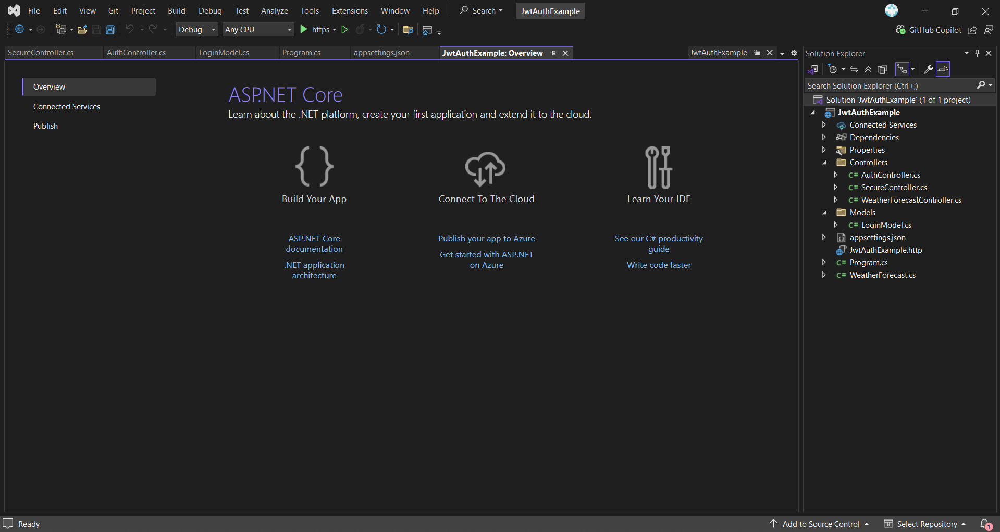 File Edit View Git Project Build Debug Test Analyze Tools Extensions Window Help Search JwtAuthExample
Debug Any CPU https GitHub Copilot
SecureController.cs AuthController.cs LoginModel.cs Program.cs appsettings.json JwtAuthExample: Overview JwtAuthExample
Overview
Connected Services
Publish
ASP.NET Core
Learn about the .NET platform, create your first application and extend it to the cloud.
Build Your App
ASP.NET Core
documentation
.NET application
architecture
Connect To The Cloud
Publish your app to Azure
Get started with ASP.NET
on Azure
Learn Your IDE
See our C# productivity
guide
Write code faster
Solution Explorer
Search Solution Explorer (Ctrl+;)
Solution 'JwtAuthExample' (1 of 1 project)
JwtAuthExample
Connected Services
Dependencies
Properties
Controllers
C# AuthController.cs
C# SecureController.cs
C# WeatherForecastController.cs
Models
C# LoginModel.cs
appsettings.json
JwtAuthExample.http
C# Program.cs
C# WeatherForecast.cs
Ready Add to Source Control Select Repository 1